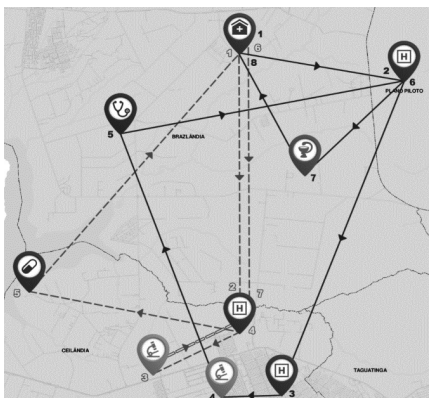 1
1 6
8
H
2 6
PLANO PILOTO
5
BRAZLÂNDIA
7
5
2 7
H
4
CEILÂNDIA
3
H
4 3
TAGUATINGA